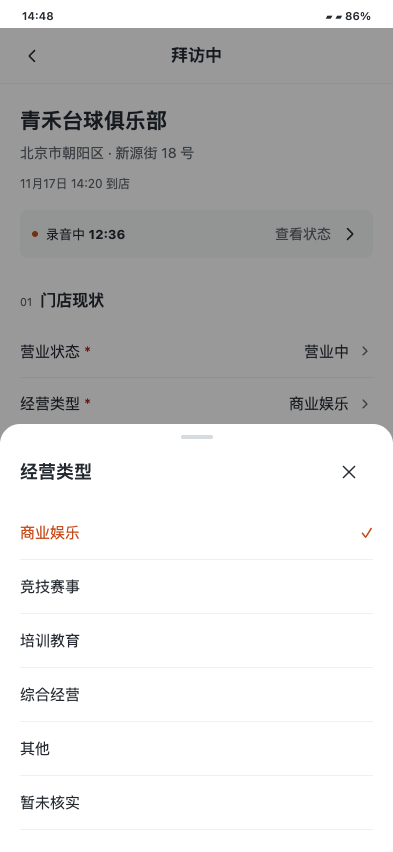 14:48 86%
拜访中
青禾台球俱乐部
北京市朝阳区 · 新源街 18 号
11月17日 14:20 到店
录音中 12:36 查看状态
01 门店现状
营业状态 * 营业中
经营类型 * 商业娱乐
经营类型
商业娱乐
竞技赛事
培训教育
综合经营
其他
暂未核实